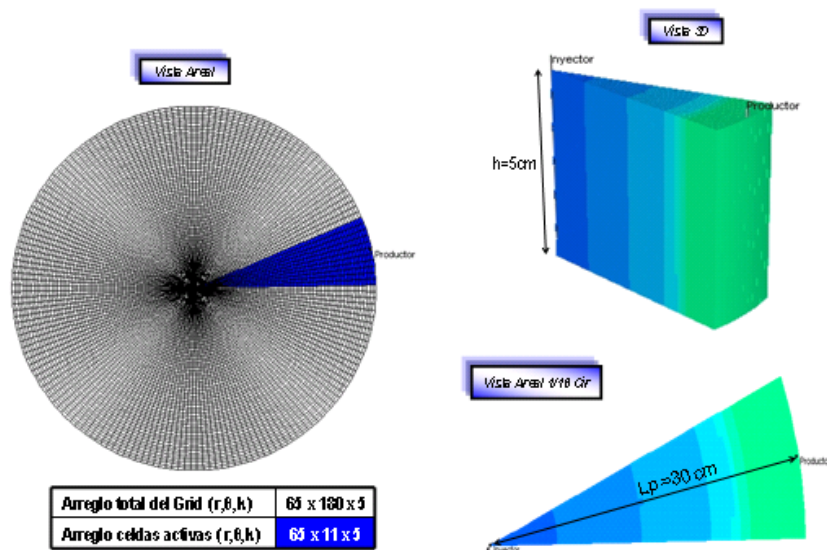 Vista Areal
Productor
Arreglo total del Grid (r,θ,k) 65 x 180 x 5
Arreglo celdas activas (r,θ,k) 65 x 11 x 5
Vista 3D
Inyector
Productor
h=5cm
Vista Areal 1/16 Cir
Lp =30 cm
Productor
Inyector